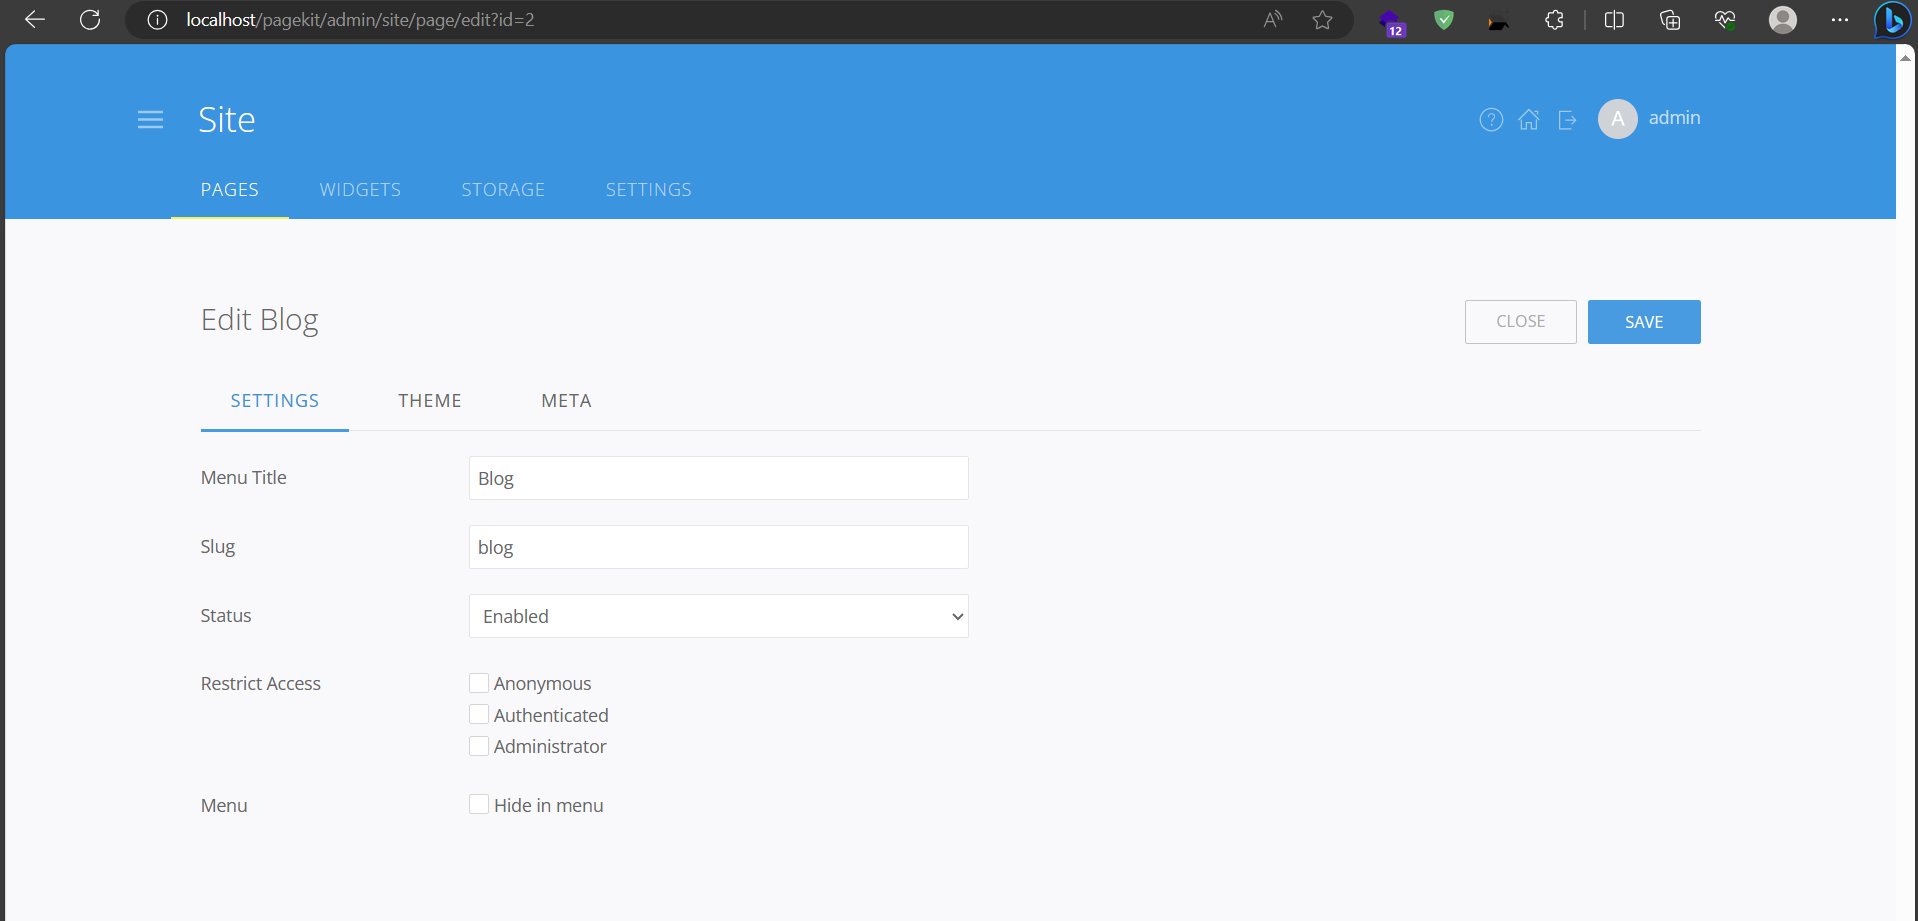 localhost/pagekit/admin/site/page/edit?id=2
12
Site
A admin
PAGES WIDGETS STORAGE SETTINGS
Edit Blog
CLOSE SAVE
SETTINGS THEME META
Menu Title Blog
Slug blog
Status Enabled
Restrict Access Anonymous
Authenticated
Administrator
Menu Hide in menu